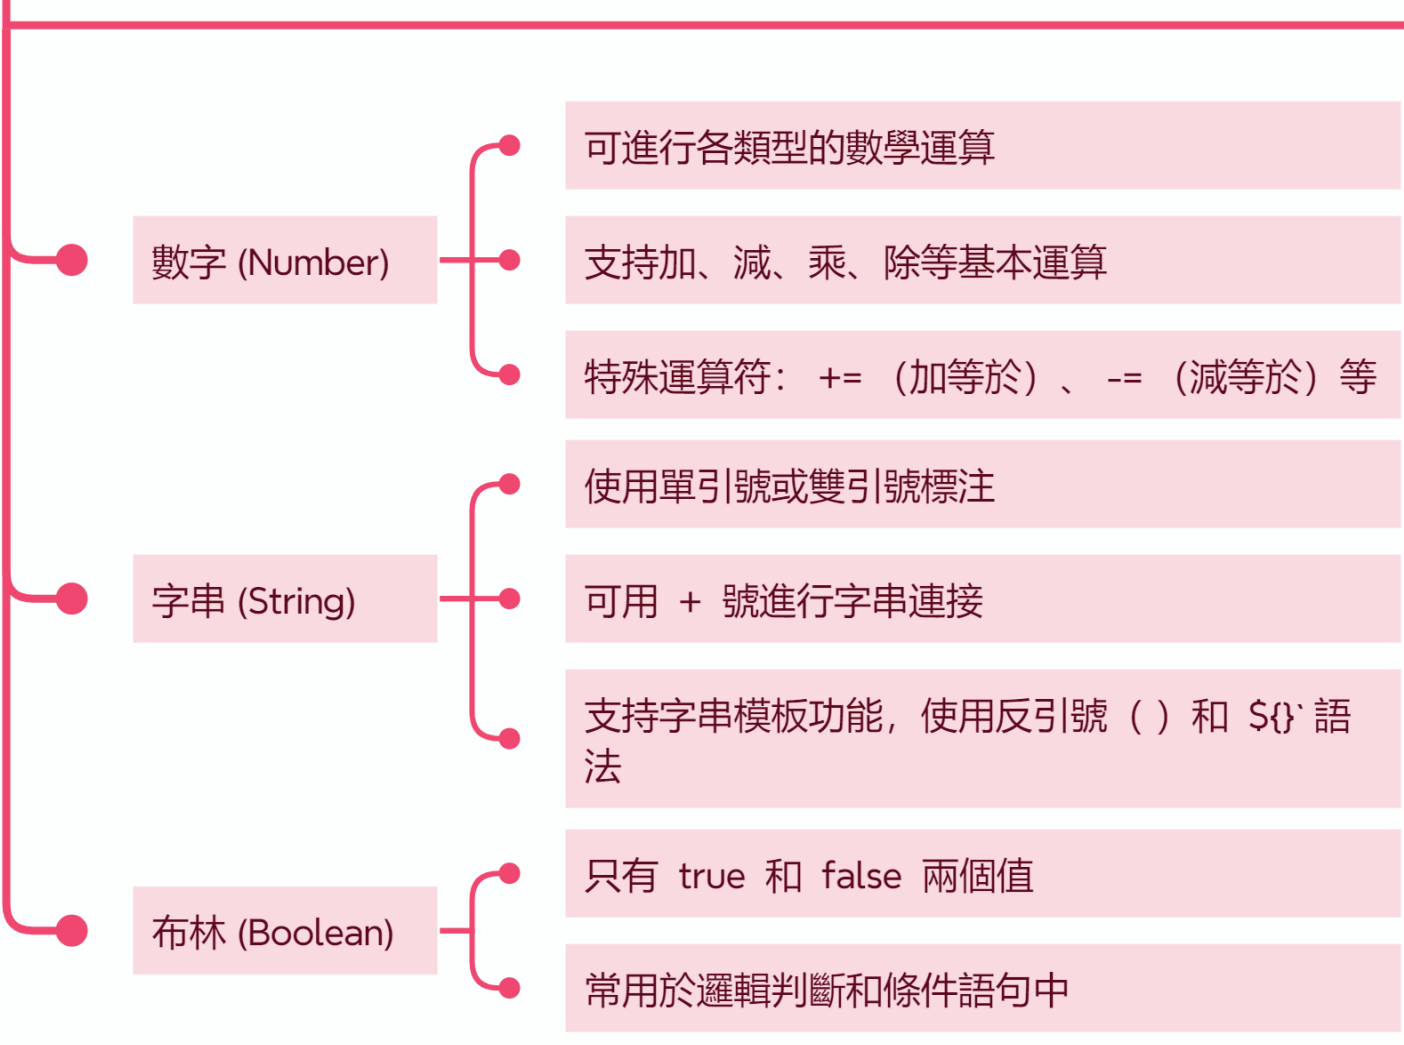 數字 (Number)
可進行各類型的數學運算
支持加、減、乘、除等基本運算
特殊運算符： += （加等於）、 -= （減等於）等
字串 (String)
使用單引號或雙引號標注
可用 + 號進行字串連接
支持字串模板功能，使用反引號（ ）和 ${}` 語
法
布林 (Boolean)
只有 true 和 false 兩個值
常用於邏輯判斷和條件語句中